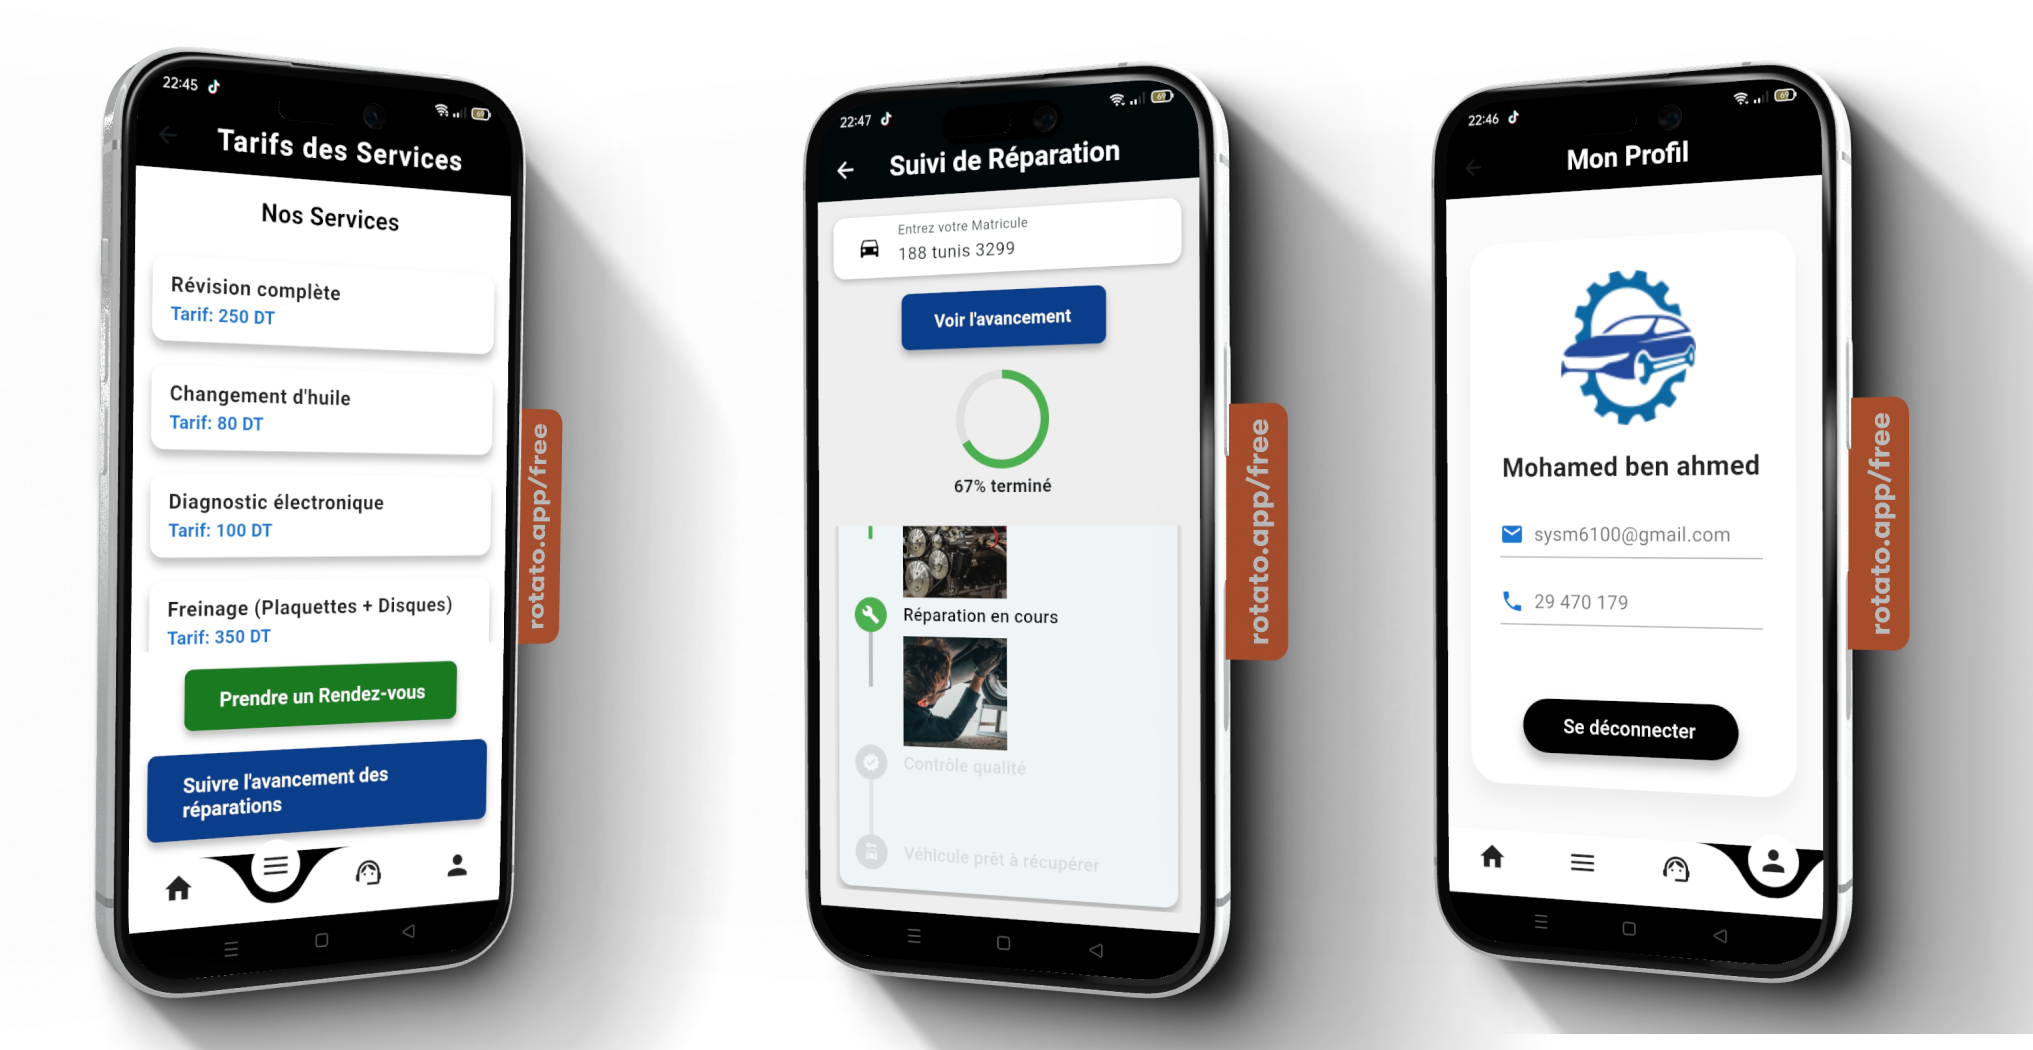 22:45
69
Tarifs des Services
Nos Services
Révision complète
Tarif: 250 DT
Changement d'huile
Tarif: 80 DT
Diagnostic électronique
Tarif: 100 DT
Freinage (Plaquettes + Disques)
Tarif: 350 DT
Prendre un Rendez-vous
Suivre l'avancement des
réparations
rotato.app/free
22:47
69
Suivi de Réparation
Entrez votre Matricule
188 tunis 3299
Voir l'avancement
67% terminé
Réparation en cours
Contrôle qualité
Véhicule prêt à récupérer
rotato.app/free
22:46
69
Mon Profil
Mohamed ben ahmed
sysm6100@gmail.com
29 470 179
Se déconnecter
rotato.app/free